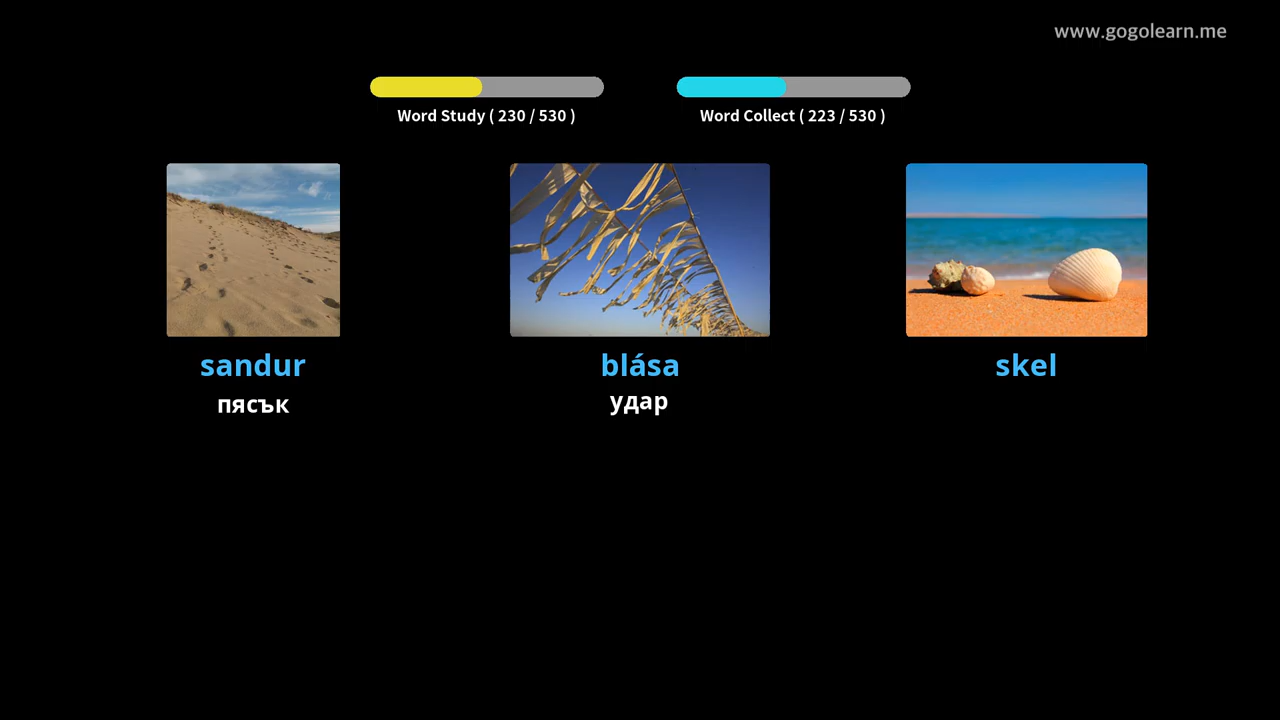 www.gogolearn.me
Word Study ( 230 / 530 )
Word Collect ( 223 / 530 )
sandur
blása
skel
пясък
удар